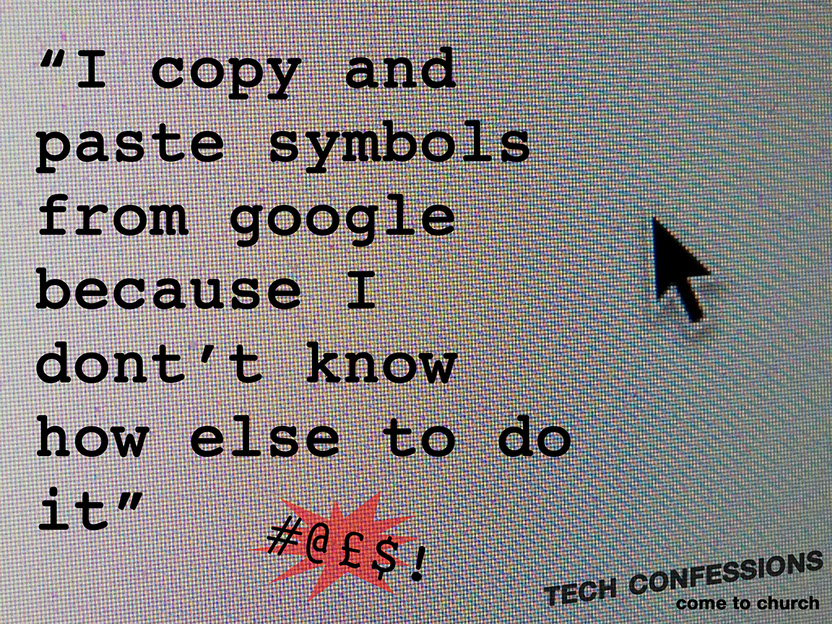 “I copy and
paste symbols
from google
because I
dont’t know
how else to do
it”
#@£$!
TECH CONFESSIONS
come to church